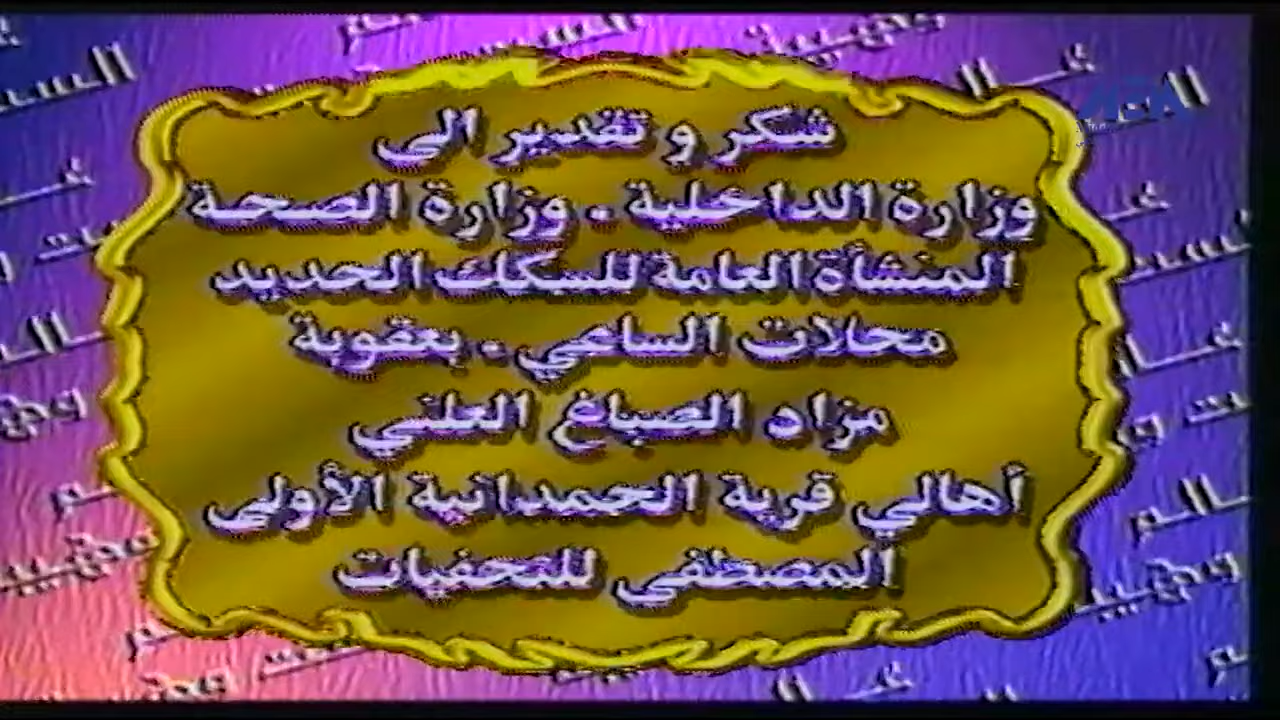 شكر و تقدير الى
وزارة الداخلية . وزارة الصحة
المنشأة العامة للسكك الحديد
محلات الساعي . بعقوبة
مزاد الصباغ العلني
أهالي قرية الحمدانية الأولى
المصطفى للتحفيات